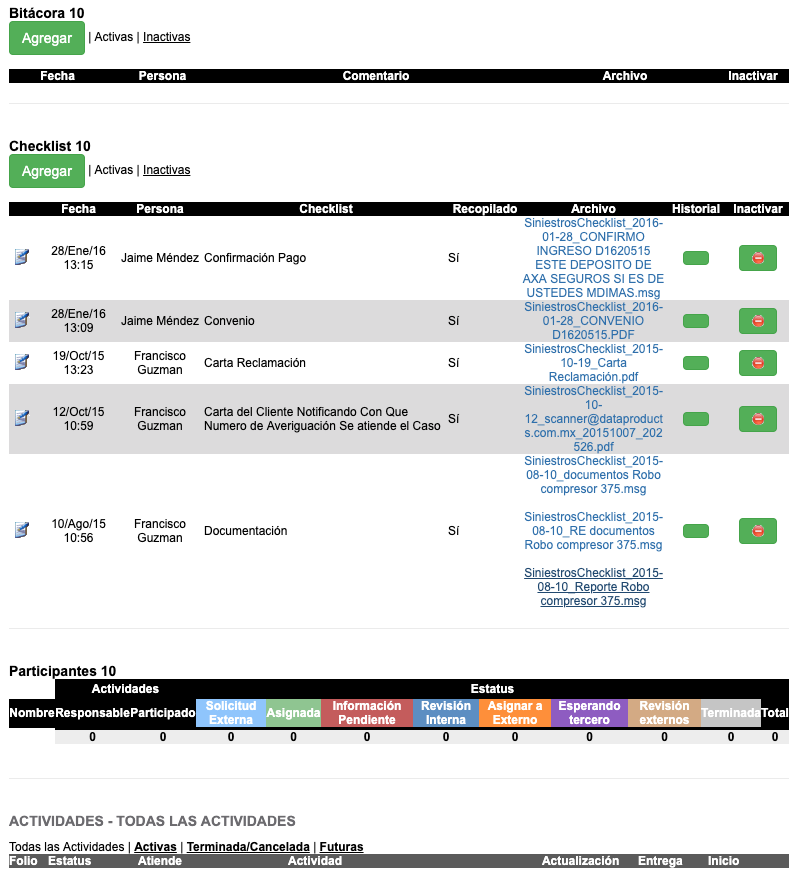 Bitácora 10
Agregar | Activas | Inactivas
Fecha Persona Comentario Archivo Inactivar
Checklist 10
Agregar | Activas | Inactivas
Fecha Persona Checklist Recopilado Archivo Historial Inactivar
28/Ene/16
13:15
Jaime Méndez
Confirmación Pago
Sí
SiniestrosChecklist_2016-
01-28_CONFIRMO
INGRESO D1620515
ESTE DEPOSITO DE
AXA SEGUROS SI ES DE
USTEDES MDIMAS.msg
28/Ene/16
13:09
Jaime Méndez
Convenio
Sí
SiniestrosChecklist_2016-
01-28_CONVENIO
D1620515.PDF
19/Oct/15
13:23
Francisco
Guzman
Carta Reclamación
Sí
SiniestrosChecklist_2015-
10-19_Carta
Reclamación.pdf
12/Oct/15
10:59
Francisco
Guzman
Carta del Cliente Notificando Con Que
Numero de Averiguación Se atiende el Caso
Sí
SiniestrosChecklist_2015-
10-
12_scanner@dataproduct
s.com.mx_20151007_202
526.pdf
10/Ago/15
10:56
Francisco
Guzman
Documentación
Sí
SiniestrosChecklist_2015-
08-10_documentos Robo
compresor 375.msg
SiniestrosChecklist_2015-
08-10_RE documentos
Robo compresor 375.msg
SiniestrosChecklist_2015-
08-10_Reporte Robo
compresor 375.msg
Participantes 10
Actividades Estatus
Nombre Responsable Participado
Solicitud
Externa
Asignada
Información
Pendiente
Revisión
Interna
Asignar a
Externo
Esperando
tercero
Revisión
externos
Terminada
Total
0 0 0 0 0 0 0 0 0 0 0
ACTIVIDADES - TODAS LAS ACTIVIDADES
Todas las Actividades | Activas | Terminada/Cancelada | Futuras
Folio Estatus Atiende Actividad Actualización Entrega Inicio